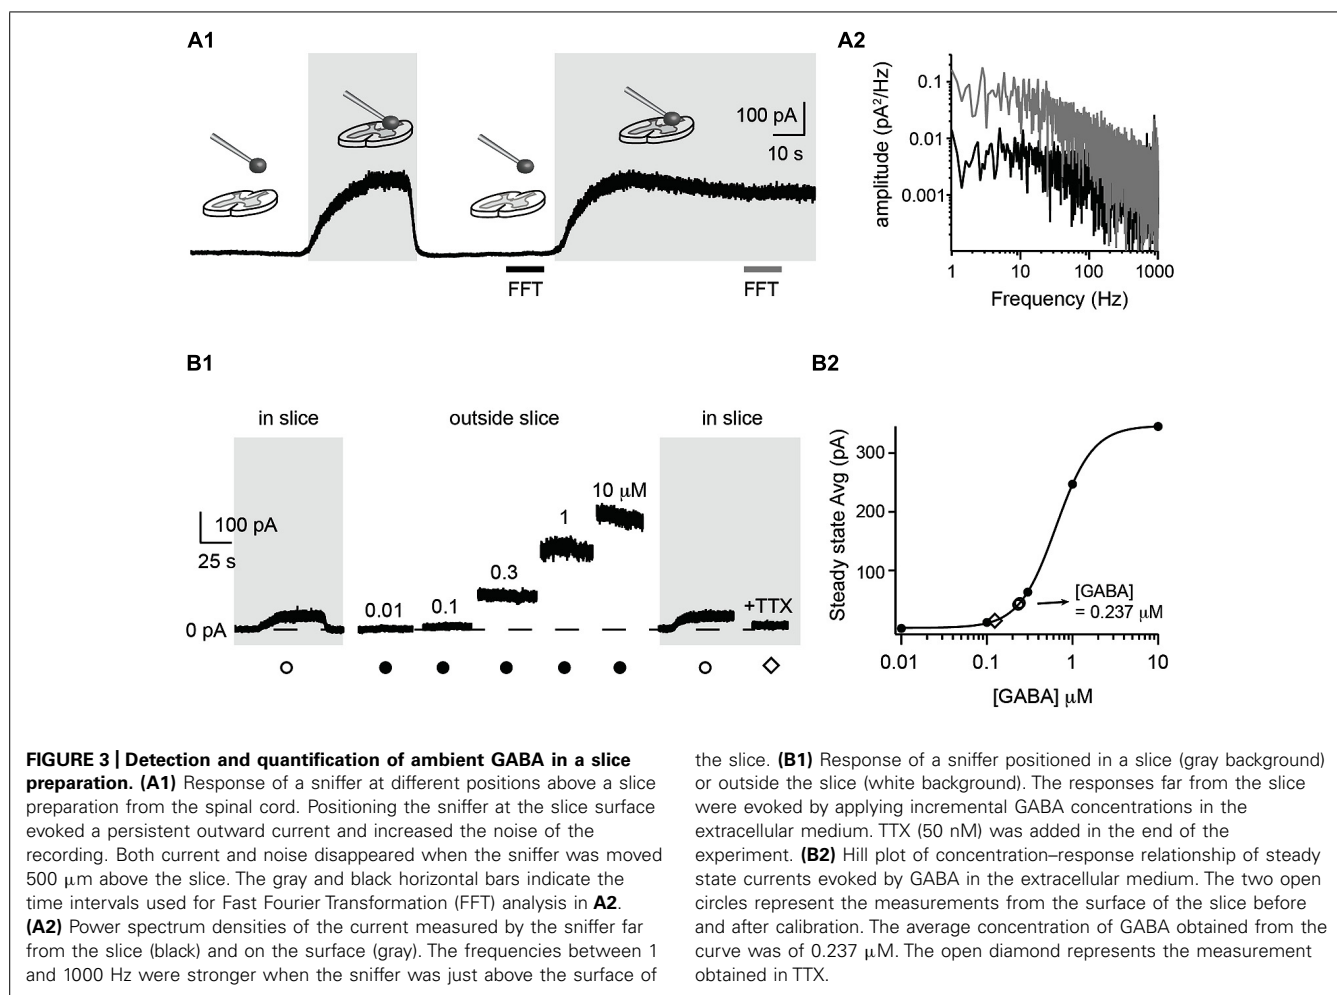 A1
A2
100 pA
10 s
FFT
FFT
amplitude (pA²/Hz)
0.1
0.01
0.001
1
10
100
1000
Frequency (Hz)
B1
B2
in slice
outside slice
in slice
100 pA
25 s
0 pA
0.01
0.1
0.3
1
10 μM
+TTX
Steady state Avg (pA)
300
200
100
[GABA]
= 0.237 μM
0.01
0.1
1
10
[GABA] μM
FIGURE 3 | Detection and quantification of ambient GABA in a slice
preparation. (A1) Response of a sniffer at different positions above a slice
preparation from the spinal cord. Positioning the sniffer at the slice surface
evoked a persistent outward current and increased the noise of the
recording. Both current and noise disappeared when the sniffer was moved
500 μm above the slice. The gray and black horizontal bars indicate the
time intervals used for Fast Fourier Transformation (FFT) analysis in A2.
(A2) Power spectrum densities of the current measured by the sniffer far
from the slice (black) and on the surface (gray). The frequencies between 1
and 1000 Hz were stronger when the sniffer was just above the surface of
the slice. (B1) Response of a sniffer positioned in a slice (gray background)
or outside the slice (white background). The responses far from the slice
were evoked by applying incremental GABA concentrations in the
extracellular medium. TTX (50 nM) was added in the end of the
experiment. (B2) Hill plot of concentration–response relationship of steady
state currents evoked by GABA in the extracellular medium. The two open
circles represent the measurements from the surface of the slice before
and after calibration. The average concentration of GABA obtained from the
curve was of 0.237 μM. The open diamond represents the measurement
obtained in TTX.